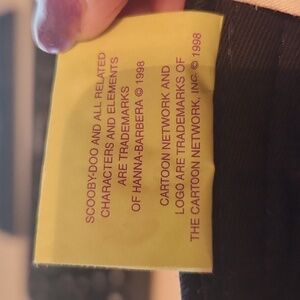 SCOOBY-DOO AND ALL RELATED
CHARACTERS AND ELEMENTS
ARE TRADEMARKS
OF HANNA-BARBERA © 1998
CARTOON NETWORK AND
LOGO ARE TRADEMARKS OF
THE CARTOON NETWORK, INC. © 1998